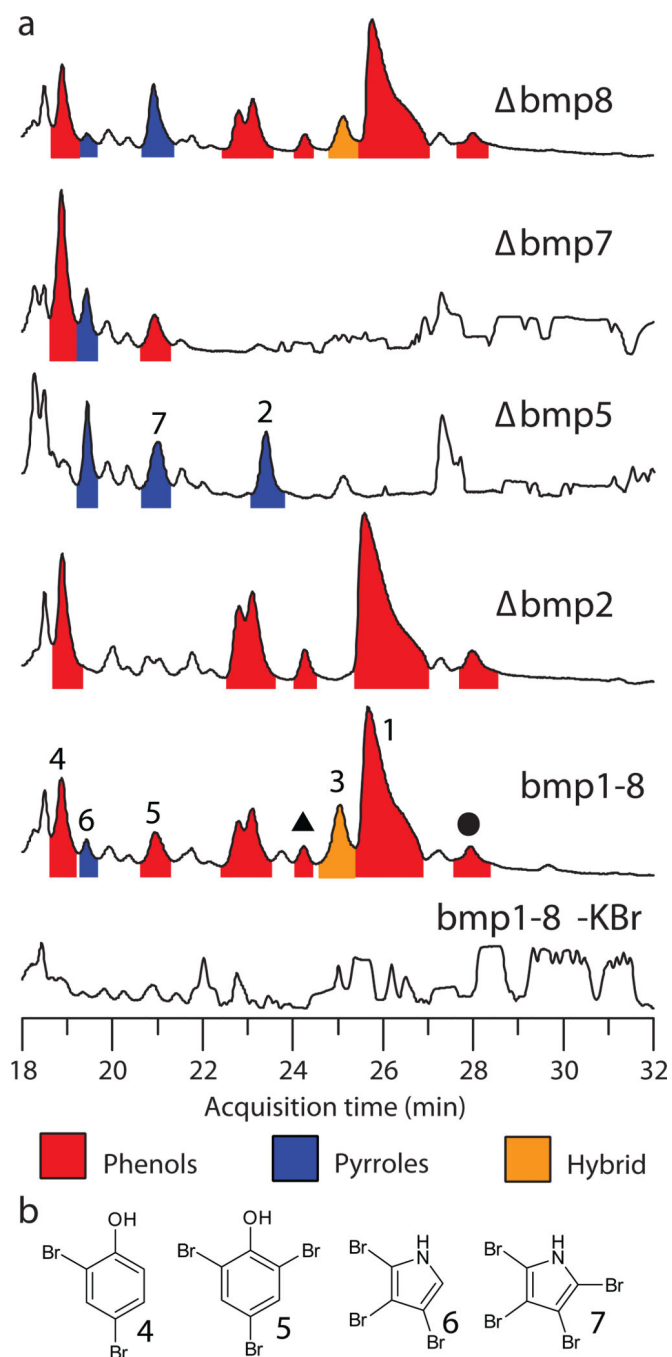 a
Δbmp8
Δbmp7
Δbmp5
7
2
Δbmp2
bmp1-8
4
6
5
3
1
bmp1-8 -KBr
18 20 22 24 26 28 30 32
Acquisition time (min)
Phenols
Pyrroles
Hybrid
b
OH
Br
Br
4
OH
Br
Br
Br
5
H
N
Br
Br
Br
6
H
N
Br
Br
Br
Br
7